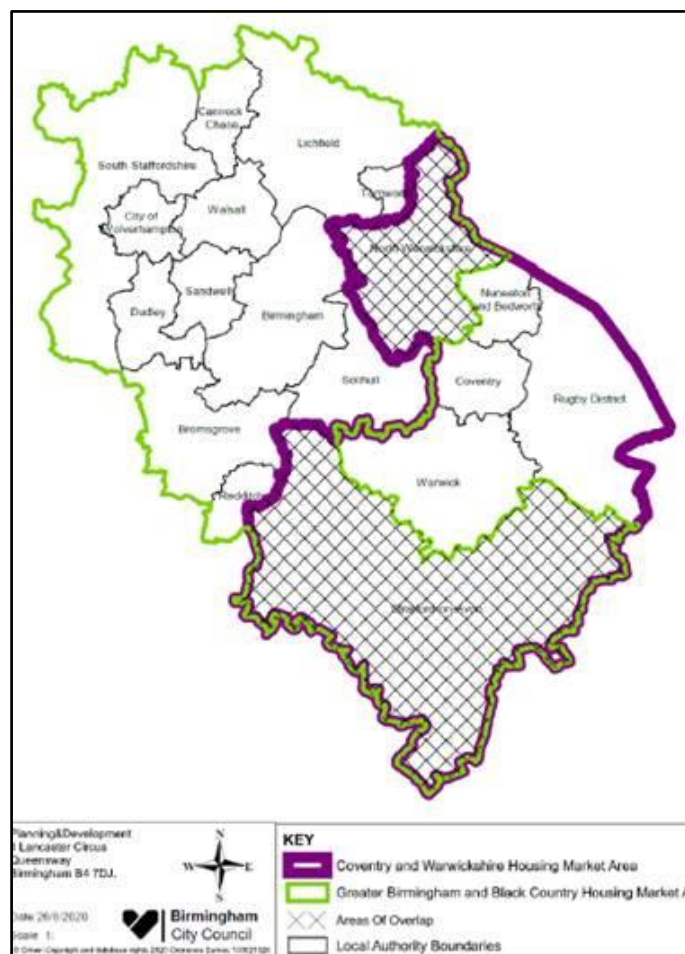 Cannock
Chase
Lichfield
South Staffordshire
Tamworth
City of
Wolverhampton
Walsall
North Warwickshire
Sandwell
Nuneaton
and Bedworth
Dudley
Birmingham
Solihull
Coventry
Rugby District
Bromsgrove
Redditch
Warwick
Stratford-on-Avon
Planning&Development
1 Lancaster Circus
Queensway
Birmingham B4 7DJ.
N
W
E
S
Date: 26/8/2020
Scale 1:
Birmingham
City Council
KEY
Coventry and Warwickshire Housing Market Area
Greater Birmingham and Black Country Housing Market A
Areas Of Overlap
Local Authority Boundaries